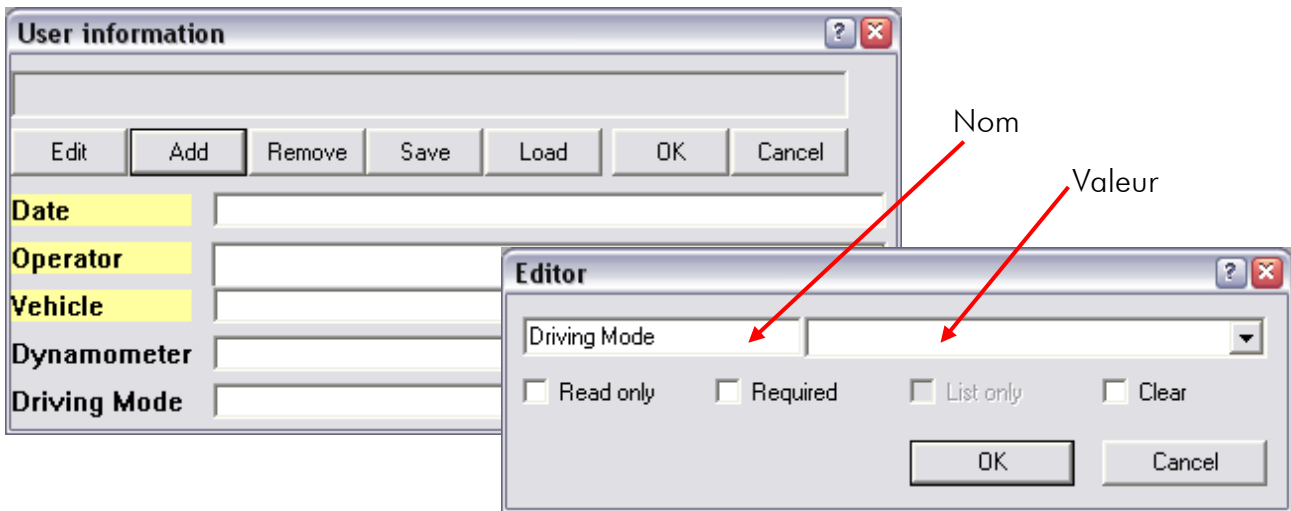 User information
Edit Add Remove Save Load OK Cancel
Nom
Valeur
Date
Operator
Vehicle
Dynamometer
Driving Mode
Editor
Driving Mode
Read only Required List only Clear
OK Cancel